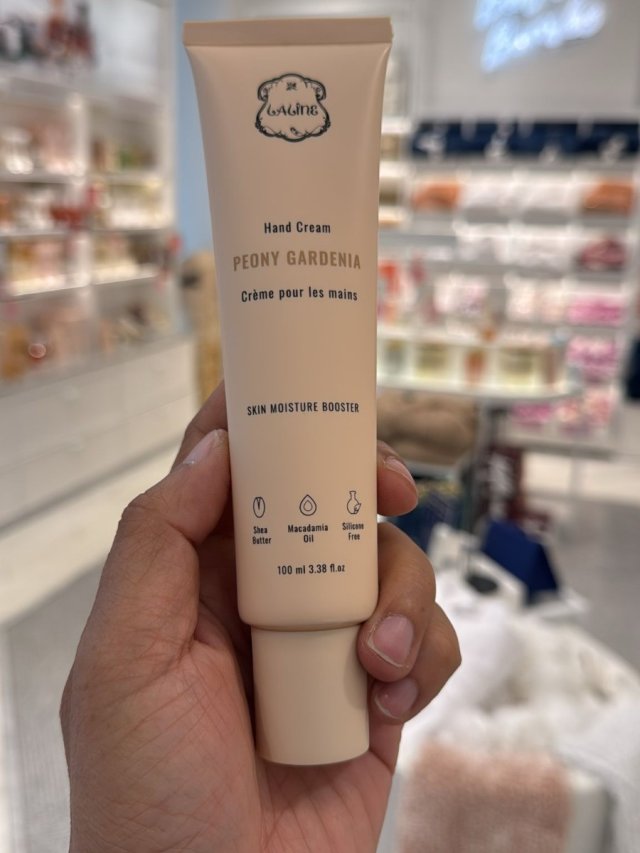 LALINE
Hand Cream
PEONY GARDENIA
Crème pour les mains
SKIN MOISTURE BOOSTER
Shea
Butter
Macadamia
Oil
Silicone
Free
100 ml 3.38 fl.oz